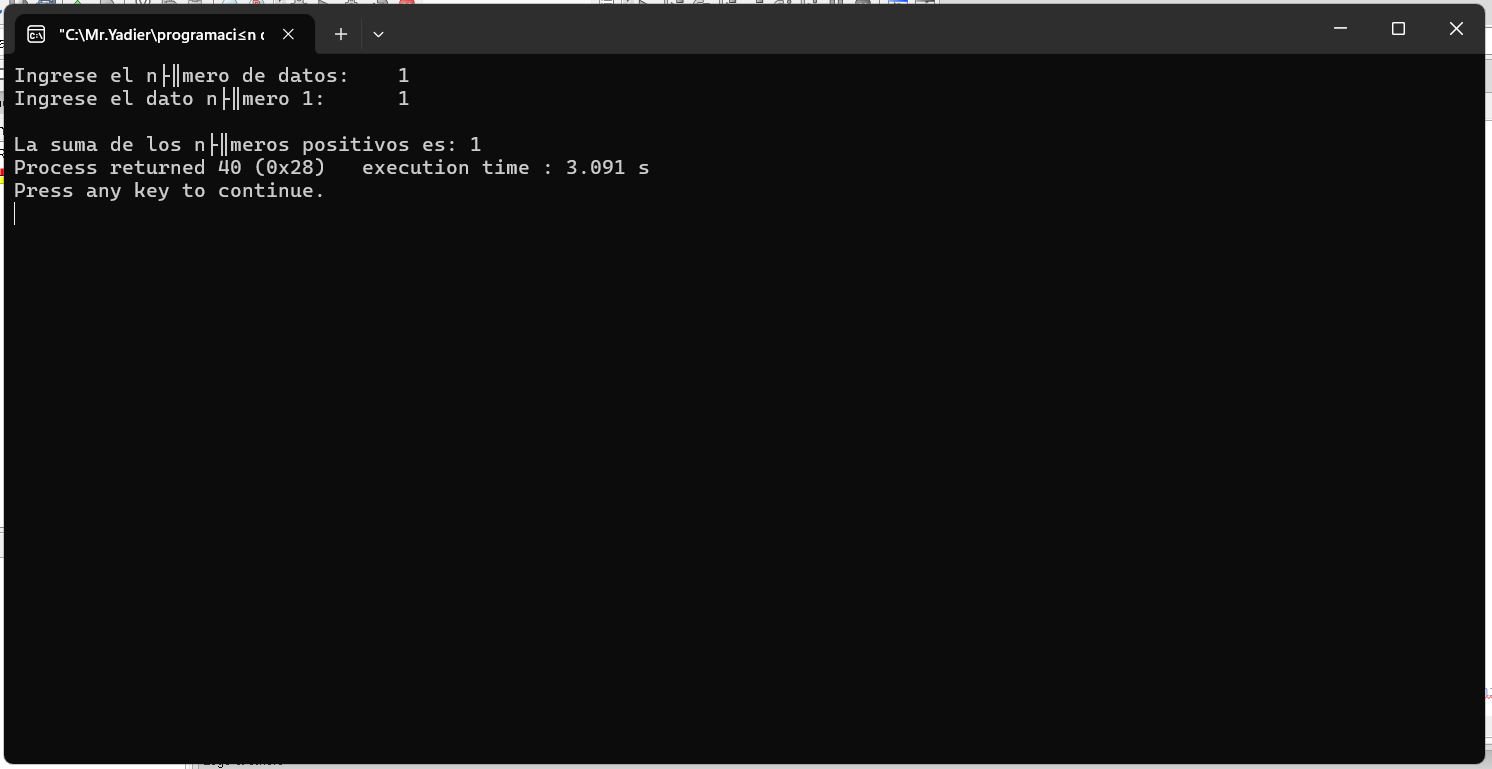 "C:\Mr.Yadier\programaci≤n c
Ingrese el n├║mero de datos:    1
Ingrese el dato n├║mero 1:      1
La suma de los n├║meros positivos es: 1
Process returned 40 (0x28)   execution time : 3.091 s
Press any key to continue.